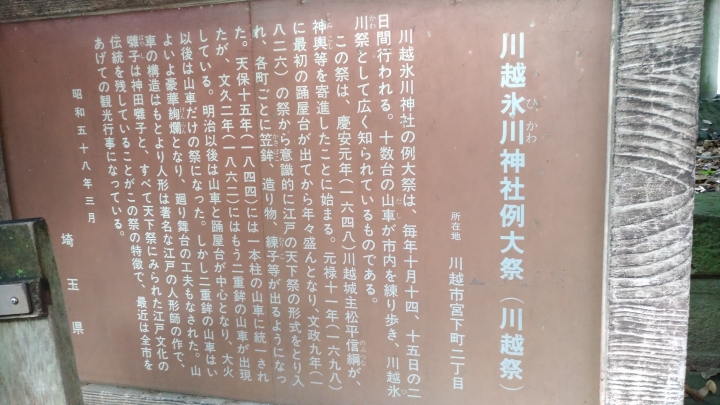 川越氷川神社例大祭（川越祭）
所在地　川越市宮下町二丁目
川越氷川神社の例大祭は、毎年十月十四、十五日の二
日間行われる。十数台の山車が市内を練り歩き、川越氷
川祭として広く知られているものである。
この祭は、慶安元年（一六四八）川越城主松平信綱が、
神輿等を寄進したことに始まる。元禄十一年（一六九八）
に最初の踊屋台が出てから年々盛んとなり、文政九年（一
八二六）の祭から意識的に江戸の天下祭の形式をとり入
れ、各町ごとに笠鉾、造り物、練子等が出るようになっ
た。天保十五年（一八四四）には一本柱の山車に統一され
たが、文久二年（一八六二）にはもう二重鉾の山車が出現
している。明治以後は山車と踊屋台が中心となり、大火
以後は山車だけの祭になった。しかし二重鉾の山車はい
よいよ豪華絢爛となり、廻り舞台の工夫もなされた。山
車の構造はもとより人形は著名な江戸の人形師の作で、
囃子は神田囃子と、すべて天下祭にみられた江戸文化の
伝統を残していることがこの祭の特徴で、最近は全市を
あげての観光行事になっている。
昭和五十八年三月
埼玉県